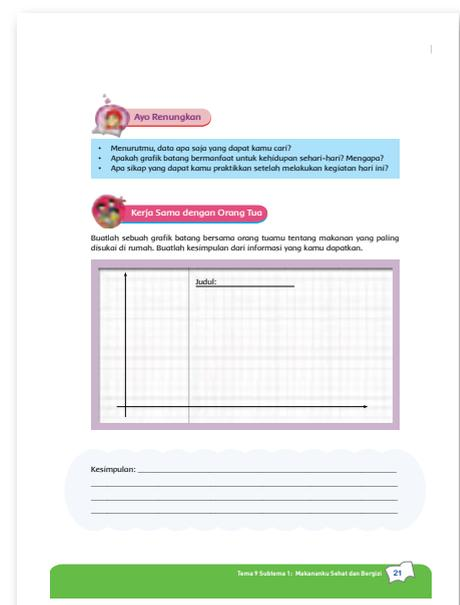 Ayo Renungkan
• Menurutmu, data apa saja yang dapat kamu cari?
• Apakah grafik batang bermanfaat untuk kehidupan sehari-hari? Mengapa?
• Apa sikap yang dapat kamu praktikkan setelah melakukan kegiatan hari ini?
Kerja Sama dengan Orang Tua
Buatlah sebuah grafik batang bersama orang tuamu tentang makanan yang paling
disukai di rumah. Buatlah kesimpulan dari informasi yang kamu dapatkan.
Judul:
Kesimpulan:
Tema 9 Subtema 1: Makananku Sehat dan Bergizi 21